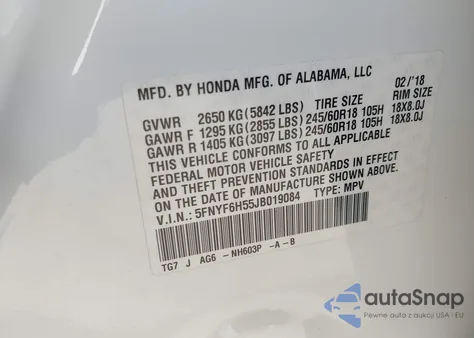 MFD. BY HONDA MFG. OF ALABAMA, LLC 02/'18
GVWR 2650 KG(5842 LBS) TIRE SIZE RIM SIZE
GAWR F 1295 KG(2855 LBS)245/60R18 105H 18X8.0J
GAWR R 1405 KG(3097 LBS)245/60R18 105H 18X8.0J
THIS VEHICLE CONFORMS TO ALL APPLICABLE
FEDERAL MOTOR VEHICLE SAFETY
AND THEFT PREVENTION STANDARDS IN
EFFECT ON THE DATE OF MANUFACTURE SHOWN ABOVE.
V.I.N.: 5FNYF6H55JB019084 TYPE: MPV
TG7 J AG6 -NH603P -A -B
autoSnap
Pewne auta z aukcji USA i EU